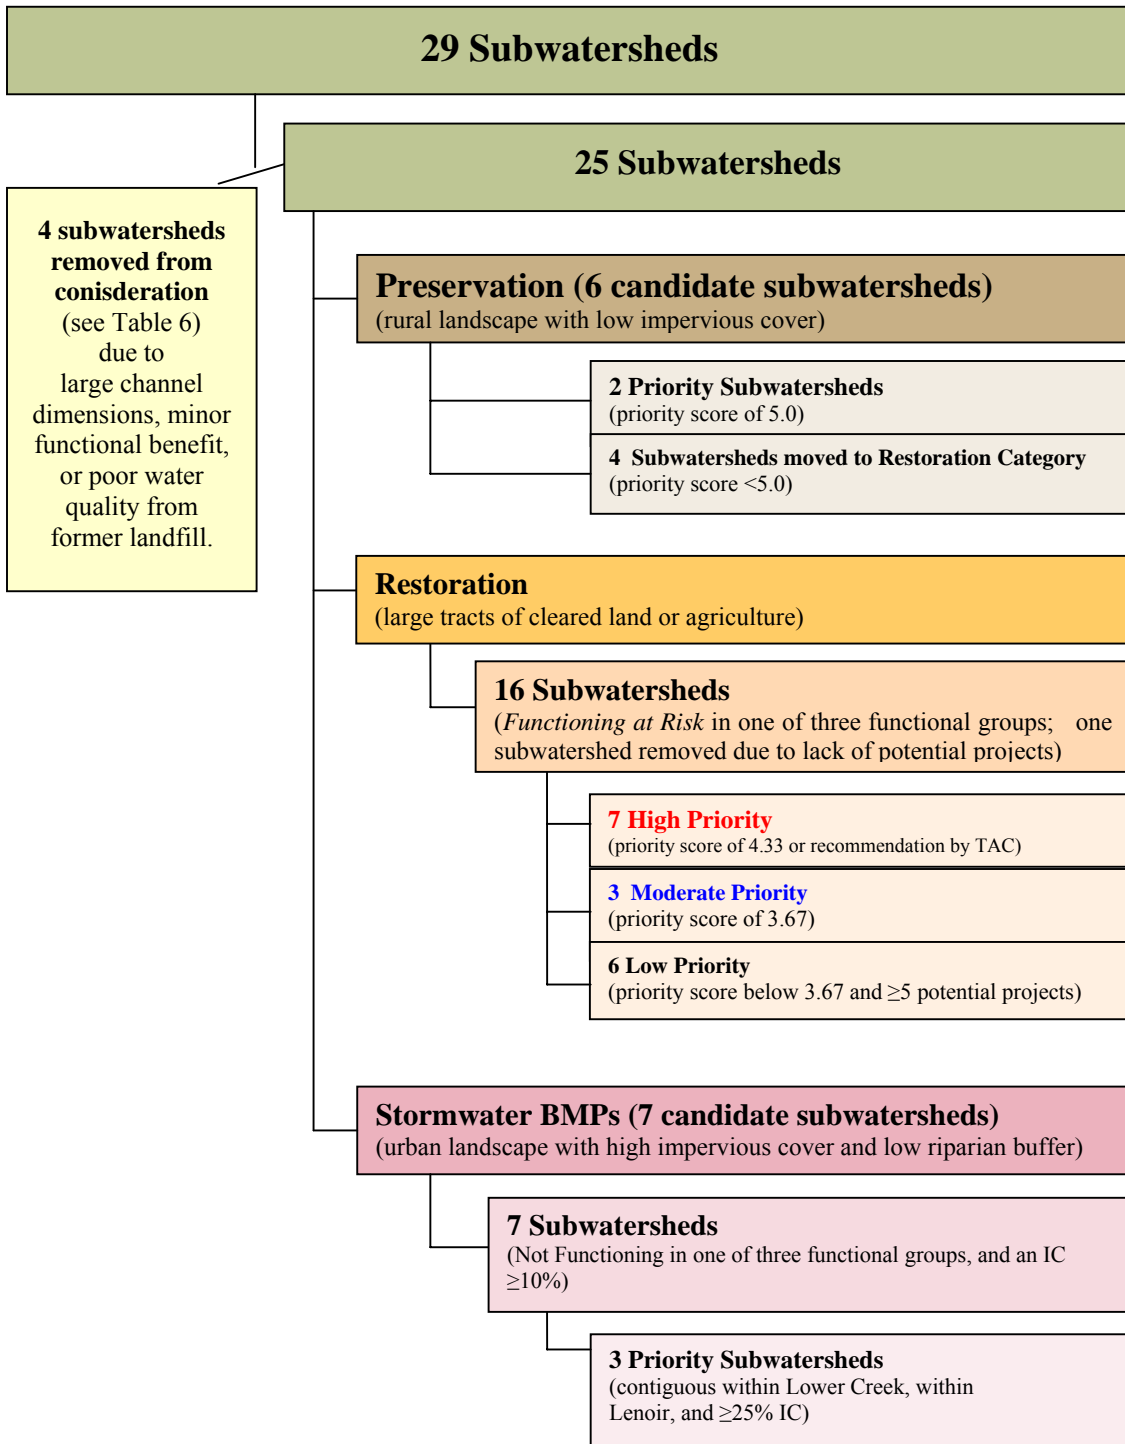 29 Subwatersheds
25 Subwatersheds
4 subwatersheds
removed from
conisderation
(see Table 6)
due to
large channel
dimensions, minor
functional benefit,
or poor water
quality from
former landfill.
Preservation (6 candidate subwatersheds)
(rural landscape with low impervious cover)
2 Priority Subwatersheds
(priority score of 5.0)
4 Subwatersheds moved to Restoration Category
(priority score <5.0)
Restoration
(large tracts of cleared land or agriculture)
16 Subwatersheds
(Functioning at Risk in one of three functional groups; one
subwatershed removed due to lack of potential projects)
7 High Priority
(priority score of 4.33 or recommendation by TAC)
3 Moderate Priority
(priority score of 3.67)
6 Low Priority
(priority score below 3.67 and ≥5 potential projects)
Stormwater BMPs (7 candidate subwatersheds)
(urban landscape with high impervious cover and low riparian buffer)
7 Subwatersheds
(Not Functioning in one of three functional groups, and an IC
≥10%)
3 Priority Subwatersheds
(contiguous within Lower Creek, within
Lenoir, and ≥25% IC)